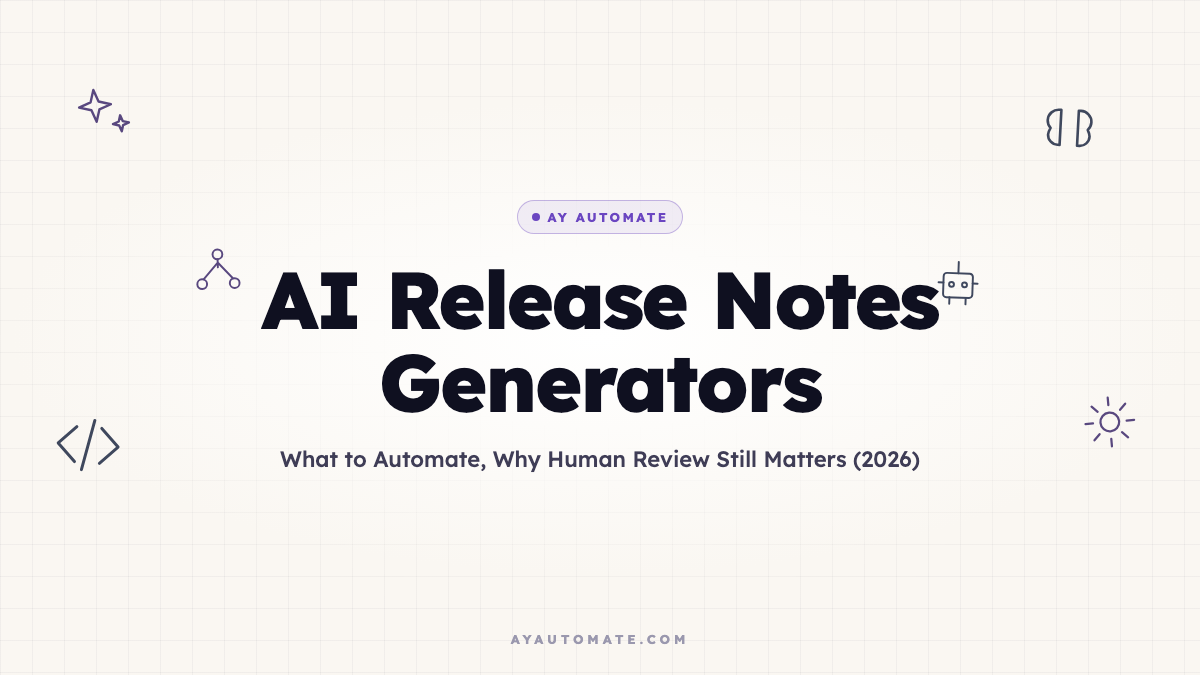 AY AUTOMATE
AI Release Notes
Generators
What to Automate, Why Human Review Still Matters (2026)
AYAUTOMATE.COM